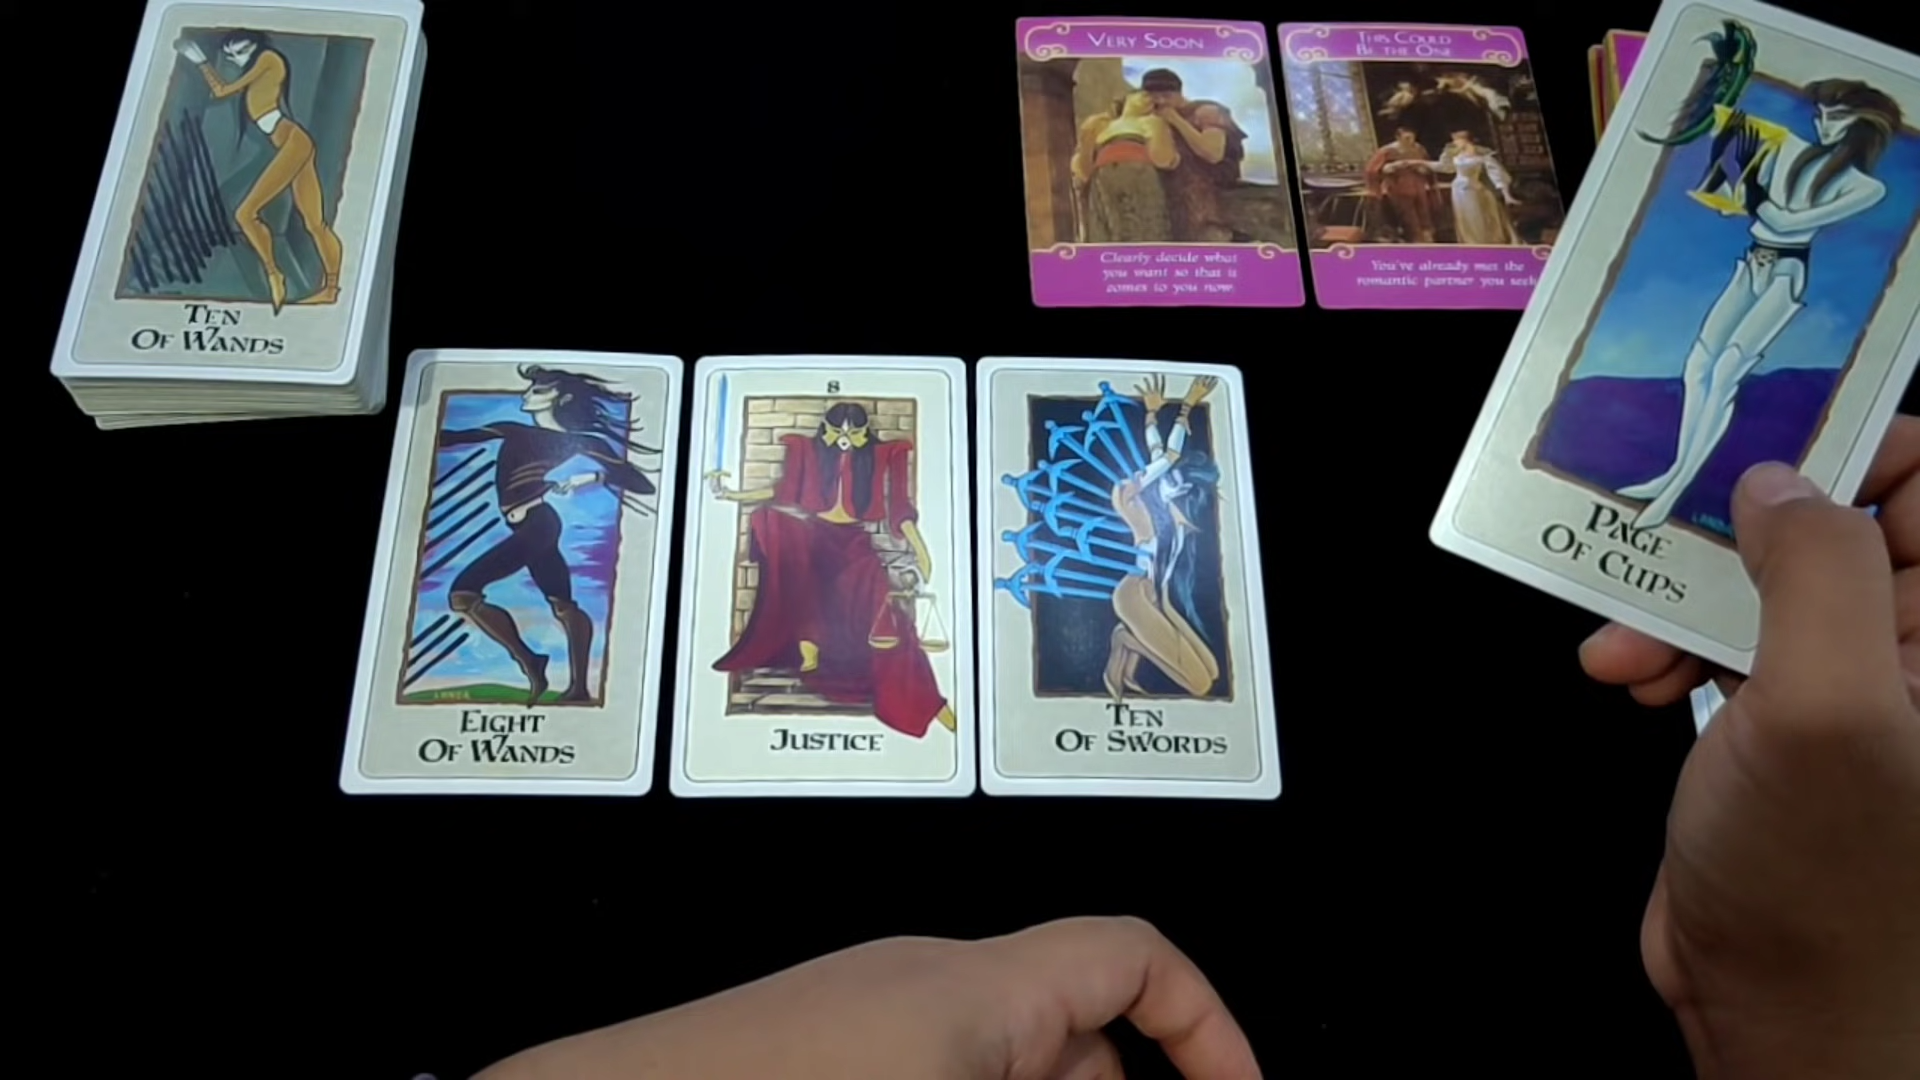 TEN
OF WANDS
VERY SOON
Clearly decide what
you want so that it
comes to you now.
THIS COULD
BE THE ONE
You've already met the
romantic partner you seek
PAGE
OF CUPS
EIGHT
OF WANDS
8
JUSTICE
TEN
OF SWORDS